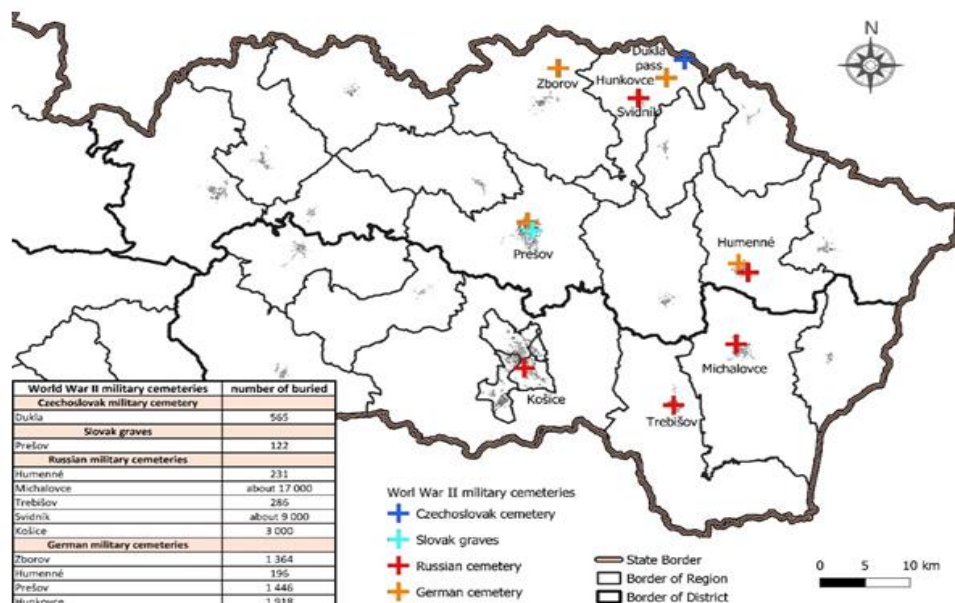 N
Dukla
pass
Zborov
Hunkovce
Svidník
Prešov
Humenné
Michalovce
Košice
Trebišov
World War II military cemeteries number of buried
Czechoslovak military cemetery
Dukla 565
Slovak graves
Prešov 122
Russian military cemeteries
Humenné 231
Michalovce about 17 000
Trebišov 286
Svidník about 9 000
Košice 3 000
German military cemeteries
Zborov 1 364
Humenné 196
Prešov 1 446
Hunkovce 1 918
Worl War II military cemeteries
Czechoslovak cemetery
Slovak graves
Russian cemetery
German cemetery
State Border
Border of Region
Border of District
0 5 10 km